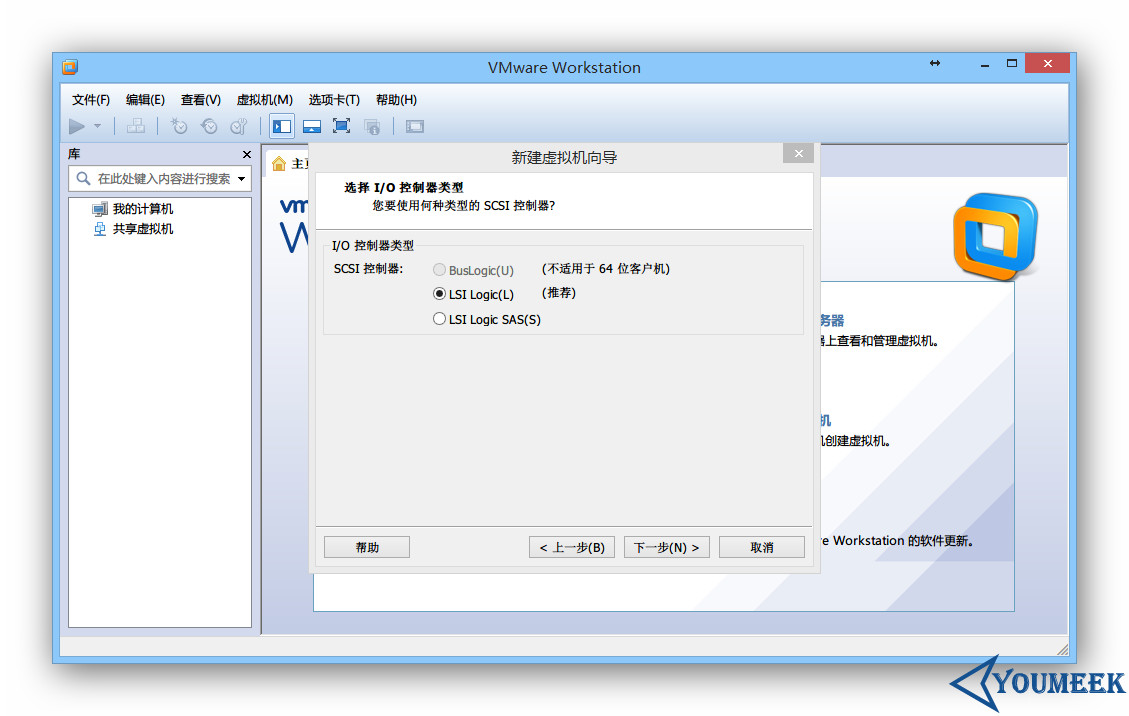 VMware Workstation
文件(F) 编辑(E) 查看(V) 虚拟机(M) 选项卡(T) 帮助(H)
库
主
在此处键入内容进行搜索
我的计算机
共享虚拟机
vm
W
新建虚拟机向导
选择 I/O 控制器类型
您要使用何种类型的 SCSI 控制器?
I/O 控制器类型
SCSI 控制器: BusLogic(U) (不适用于 64 位客户机)
LSI Logic(L) (推荐)
LSI Logic SAS(S)
务器
器上查看和管理虚拟机。
机
机创建虚拟机。
re Workstation 的软件更新。
帮助 < 上一步(B) 下一步(N) > 取消
YOUMEEK